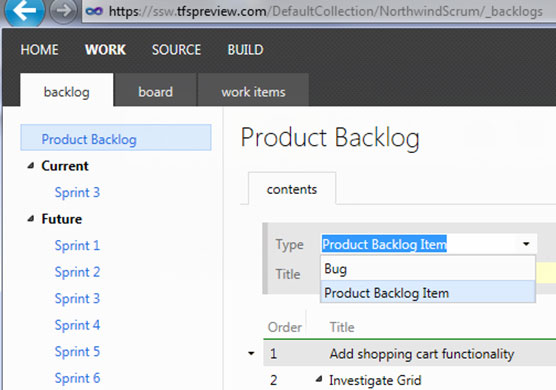 https://ssw.tfspreview.com/DefaultCollection/NorthwindScrum/_backlogs
HOME WORK SOURCE BUILD
backlog board work items
Product Backlog
Current
Sprint 3
Future
Sprint 1
Sprint 2
Sprint 3
Sprint 4
Sprint 5
Sprint 6
Product Backlog
contents
Type Product Backlog Item
Bug
Title
Product Backlog Item
Order Title
1 Add shopping cart functionality
2 Investigate Grid